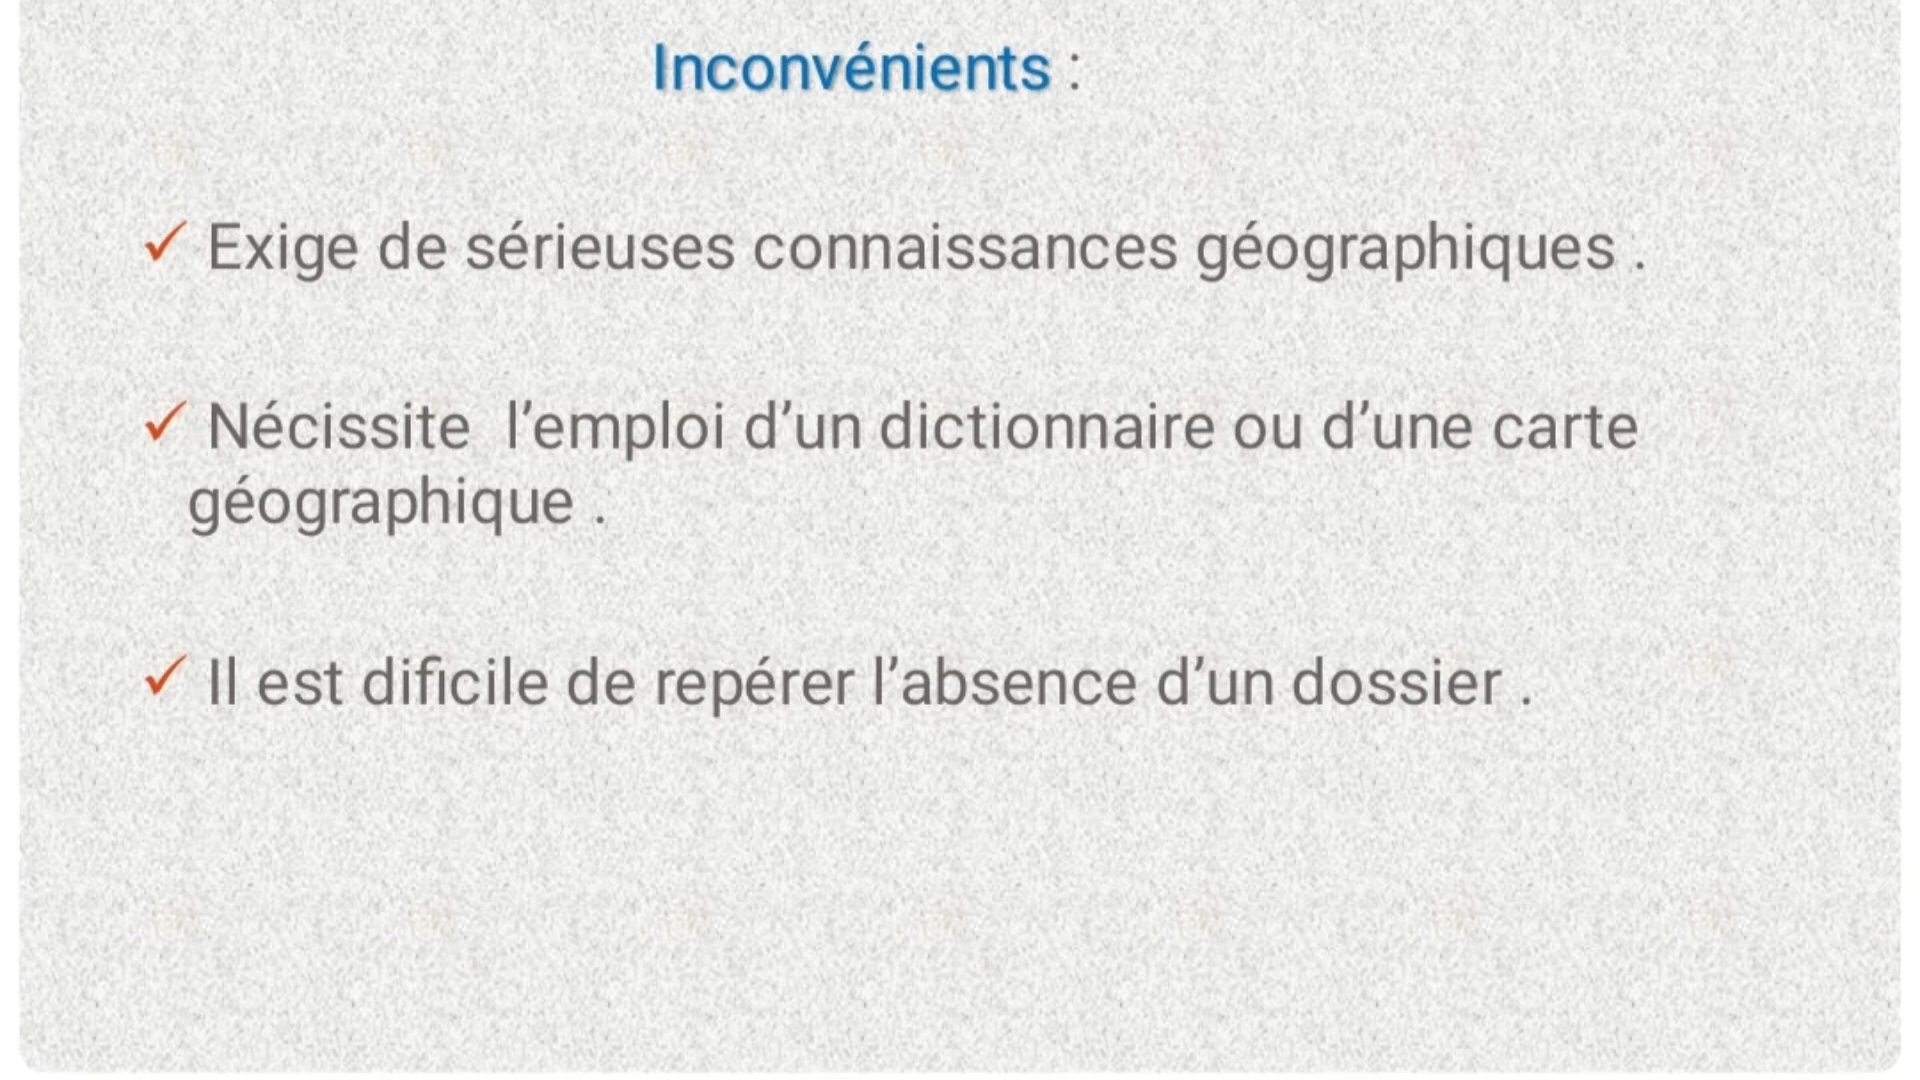 Inconvénients :
✓ Exige de sérieuses connaissances géographiques .
✓ Nécissite  l’emploi d’un dictionnaire ou d’une carte
géographique .
✓ Il est dificile de repérer l’absence d’un dossier .